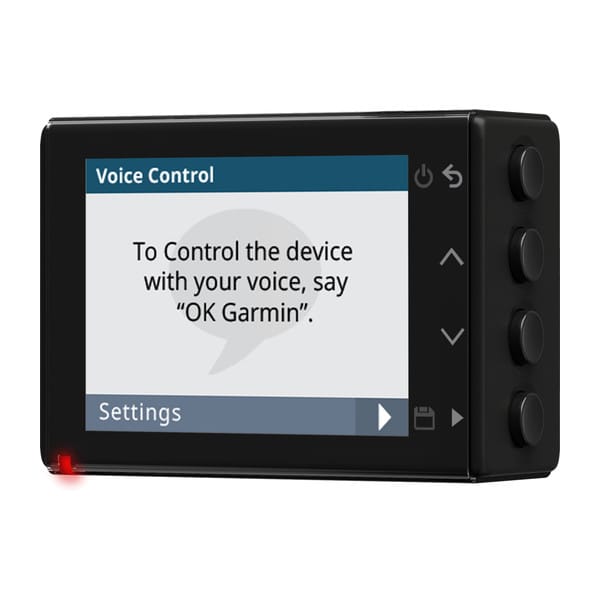 Voice Control
To Control the device
with your voice, say
“OK Garmin”.
Settings